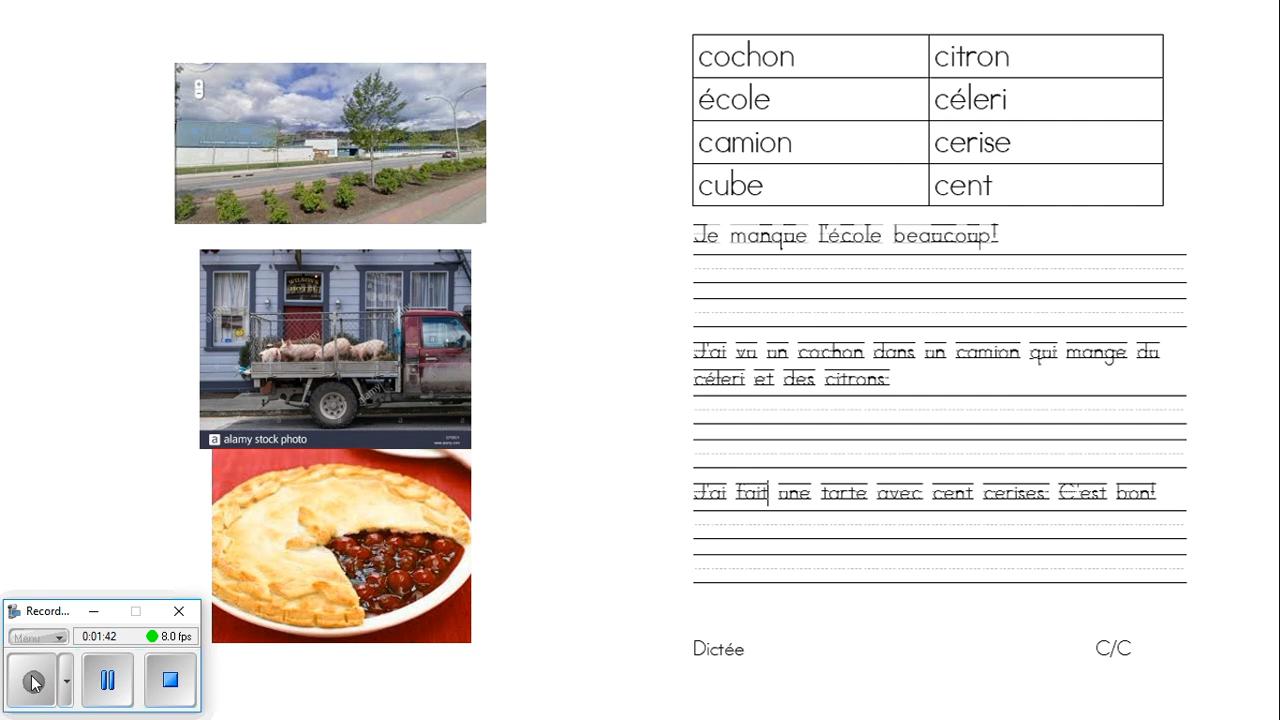 cochon citron
école céleri
camion cerise
cube cent
Je manque l'école beaucoup!
J'ai vu un cochon dans un camion qui mange du
céleri et des citrons.
J'ai fait une tarte avec cent cerises. C'est bon!
Dictée C/C
HOTEL
alamy
a alamy stock photo
Record...
Menu 0:01:42 8.0 fps